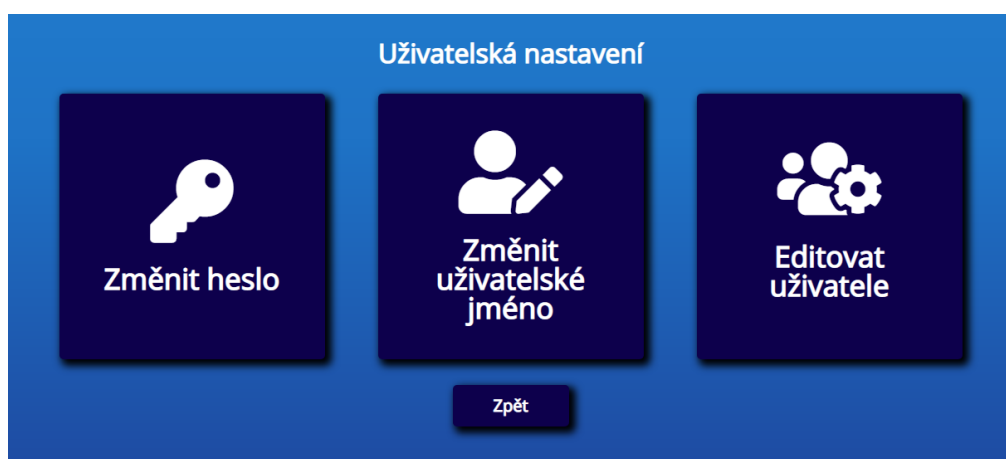 Uživatelská nastavení
Změnit heslo
Změnit
uživatelské
jméno
Editovat
uživatele
Zpět